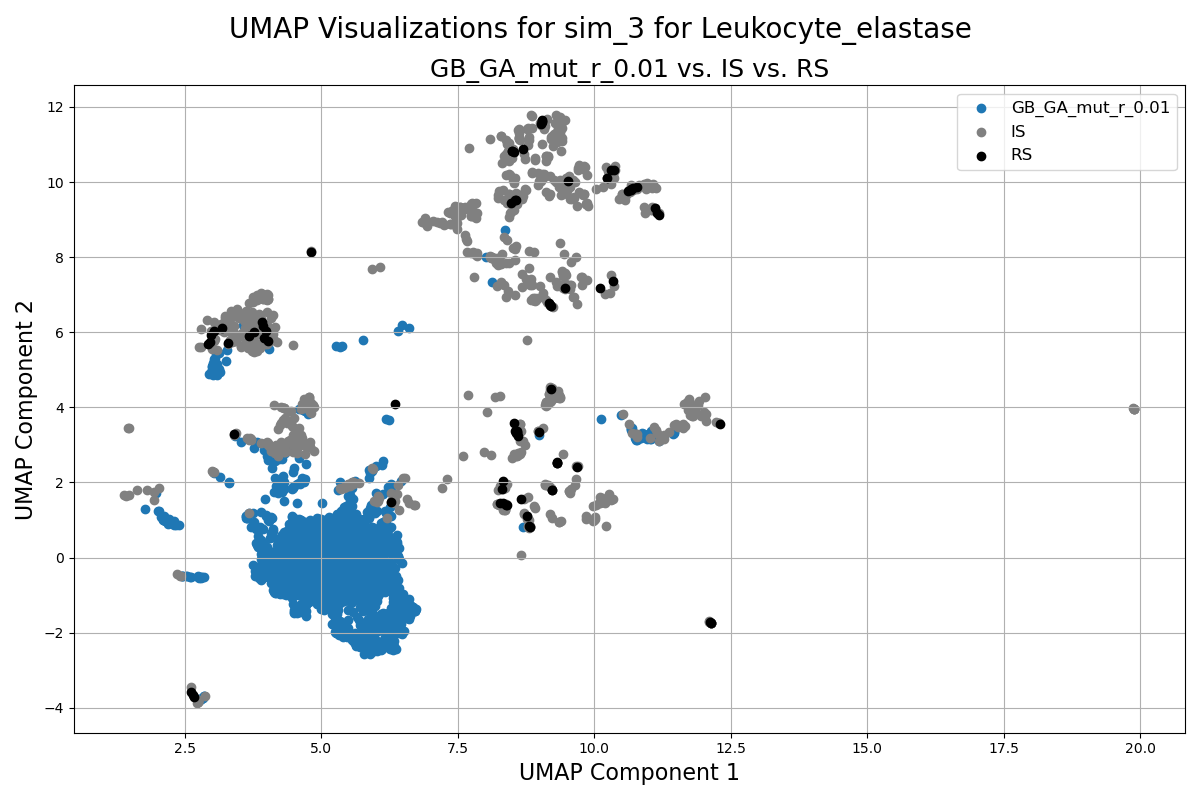 UMAP Visualizations for sim_3 for Leukocyte_elastase
GB_GA_mut_r_0.01 vs. IS vs. RS
GB_GA_mut_r_0.01
IS
RS
UMAP Component 2
12
10
8
6
4
2
0
−2
−4
2.5 5.0 7.5 10.0 12.5 15.0 17.5 20.0
UMAP Component 1